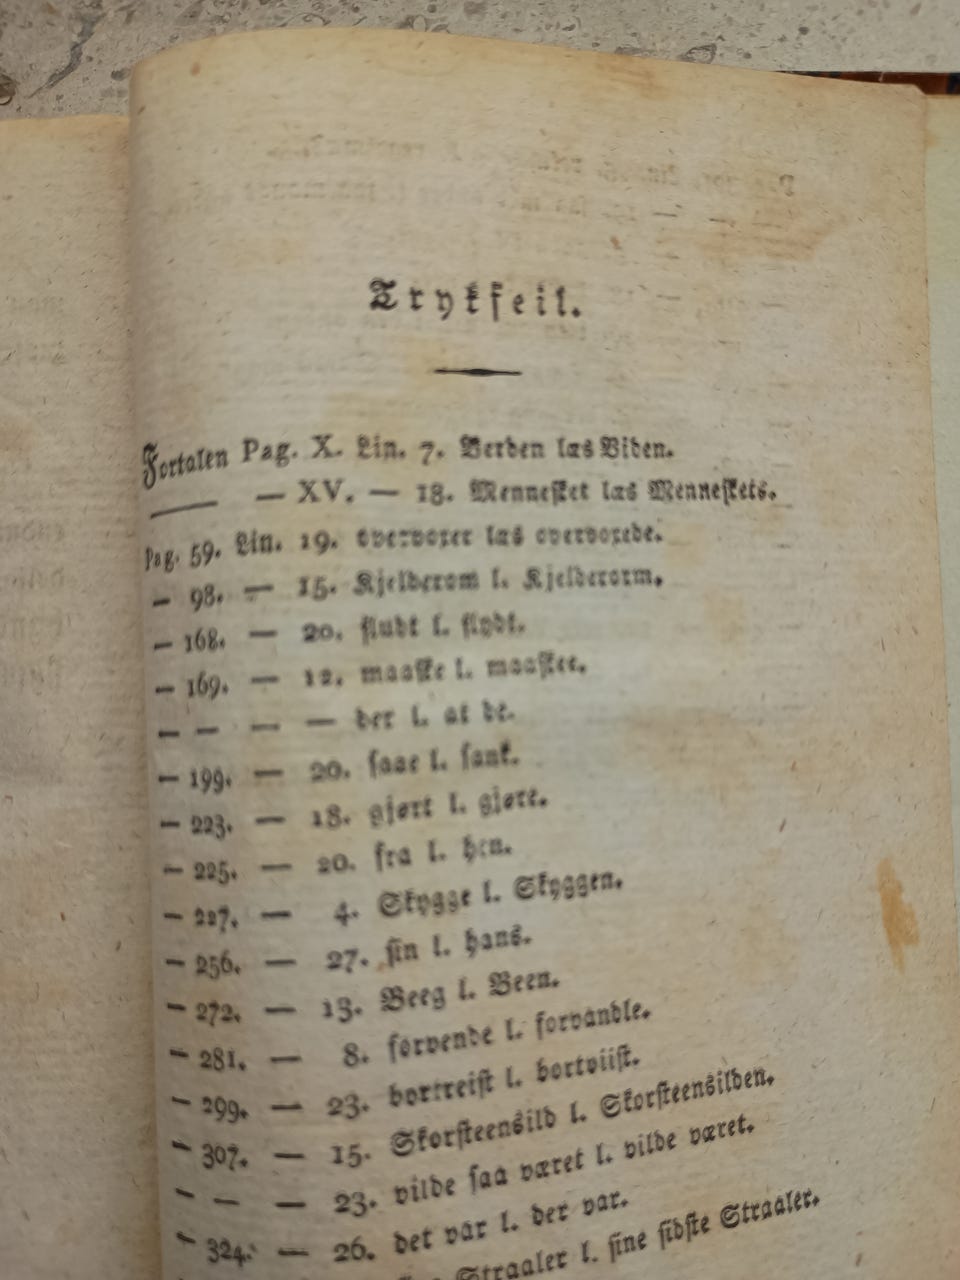 Trykfeil.
Fortalen Pag. X. Lin. 7. Verden læs Viden.
— — XV. — 18. Mennesket læs Menneskets.
Pag. 59. Lin. 19. overvoxer læs overvoxede.
— 98. — 15. Kjelderom l. Kjelderorm.
— 168. — 20. fludt l. flydt.
— 169. — 12. maaske l. maaskee.
— — — — der l. at de.
— 199. — 20. saae l. sank.
— 223. — 18. gjort l. gjøre.
— 225. — 20. fra l. hen.
— 227. — 4. Skygge l. Skyggen.
— 256. — 27. sin l. hans.
— 272. — 13. Beeg l. Been.
— 281. — 8. forvende l. forvandle.
— 299. — 23. bortreist l. bortviist.
— 307. — 15. Skorsteensild l. Skorsteensilden.
— — — 23. vilde saa været l. vilde været.
— 324. — 26. det var l. der var.
Straaler l. sine sidste Straaler.